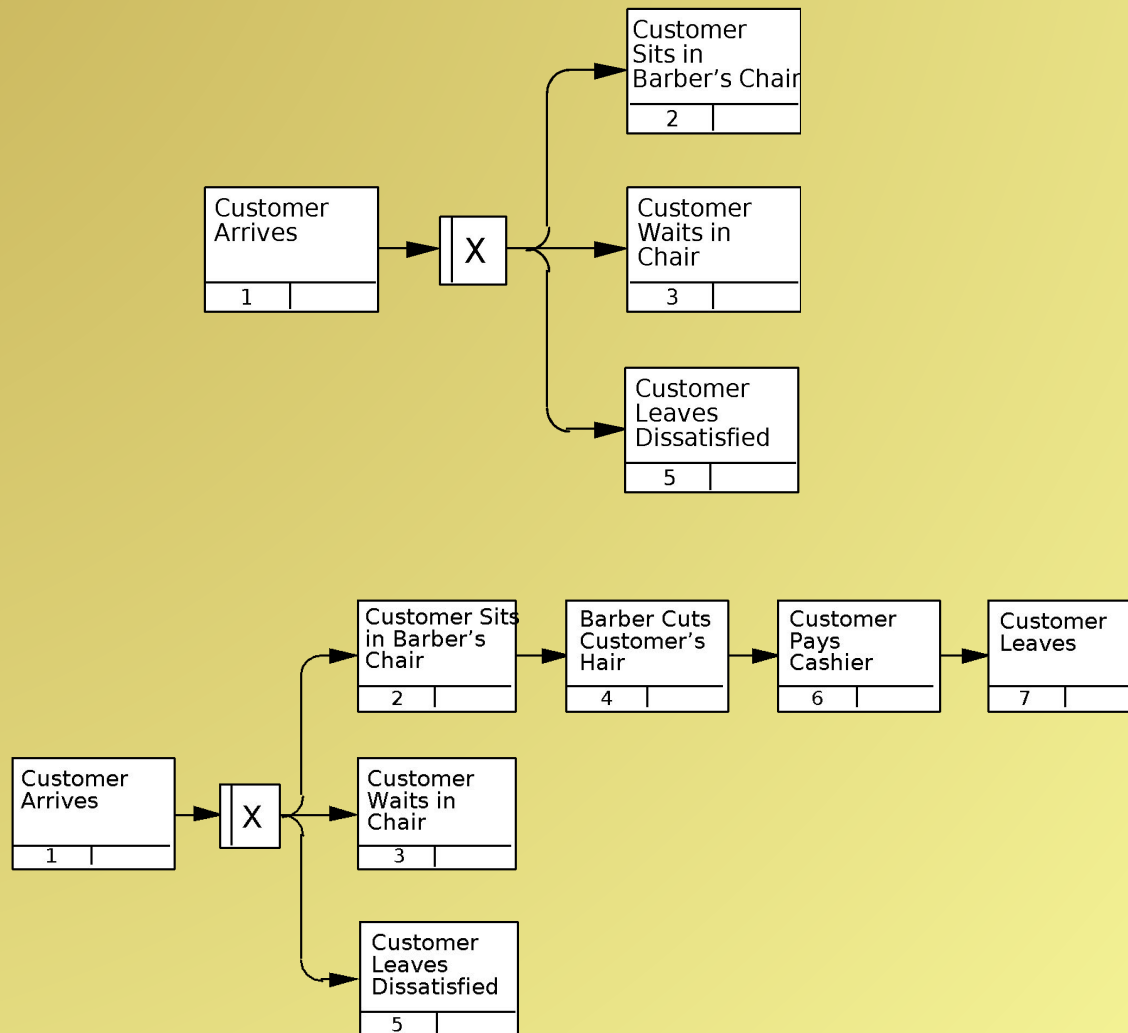 Customer
Sits in
Barber’s Chair
2
Customer
Arrives
1
X
Customer
Waits in
Chair
3
Customer
Leaves
Dissatisfied
5
Customer Sits
in Barber’s
Chair
2
Barber Cuts
Customer’s
Hair
4
Customer
Pays
Cashier
6
Customer
Leaves
7
Customer
Arrives
1
X
Customer
Waits in
Chair
3
Customer
Leaves
Dissatisfied
5